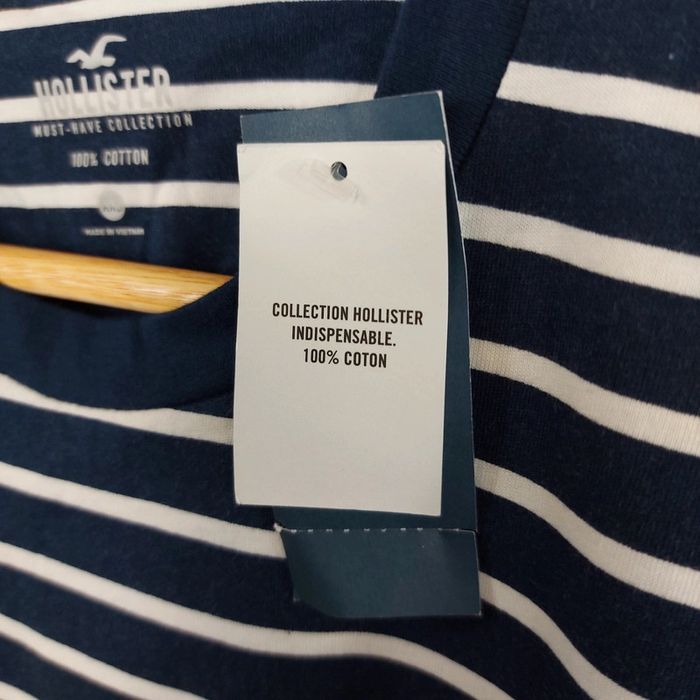 HOLLISTER
MUST-HAVE COLLECTION
100% COTTON
MADE IN VIETNAM
COLLECTION HOLLISTER
INDISPENSABLE.
100% COTON